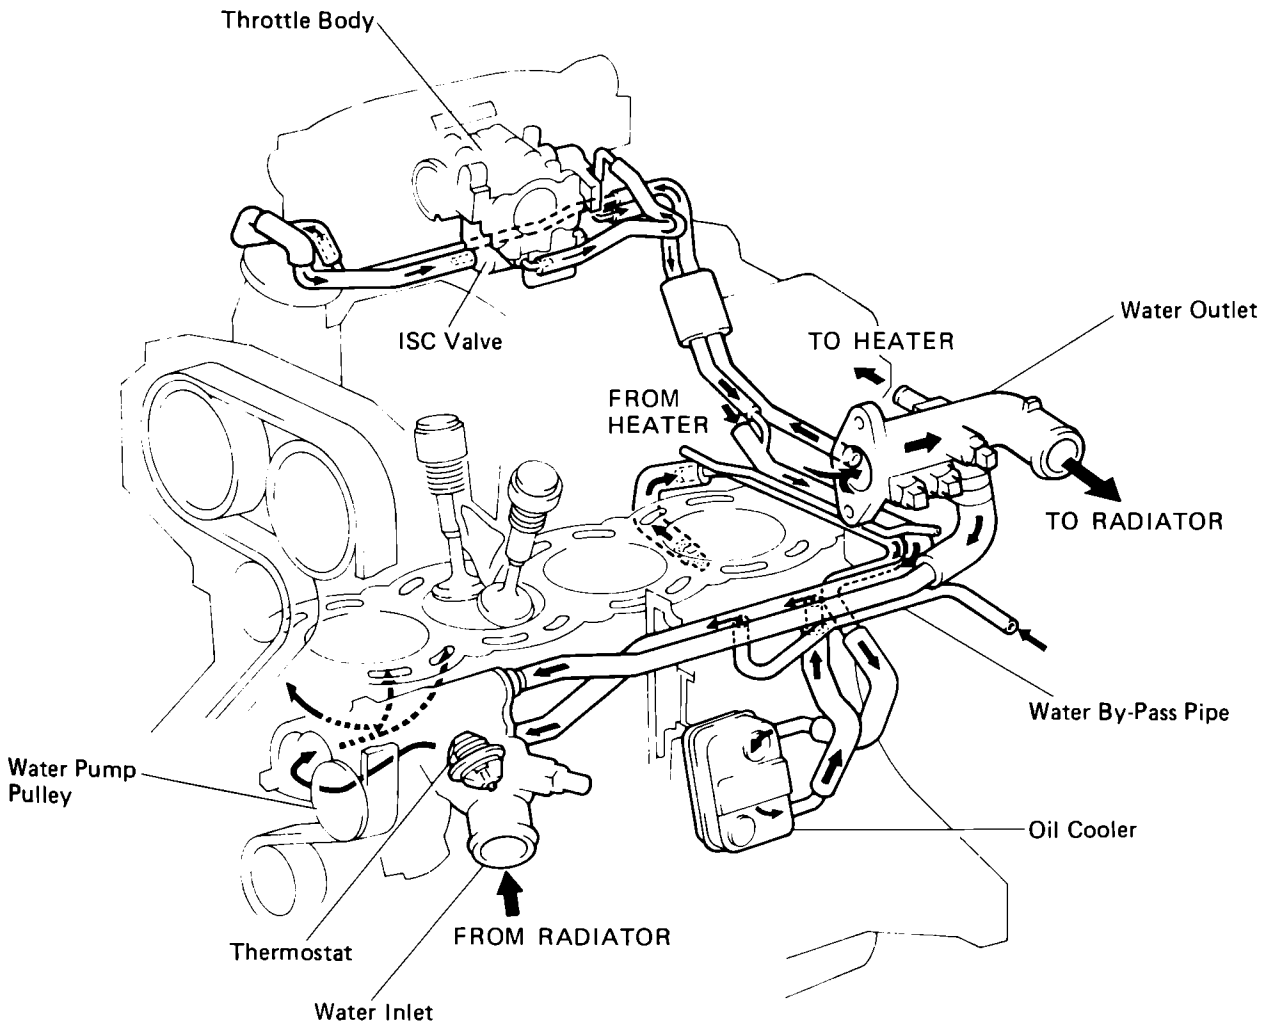 Throttle Body
ISC Valve
Water Outlet
TO HEATER
FROM
HEATER
TO RADIATOR
Water By-Pass Pipe
Water Pump
Pulley
Oil Cooler
FROM RADIATOR
Thermostat
Water Inlet